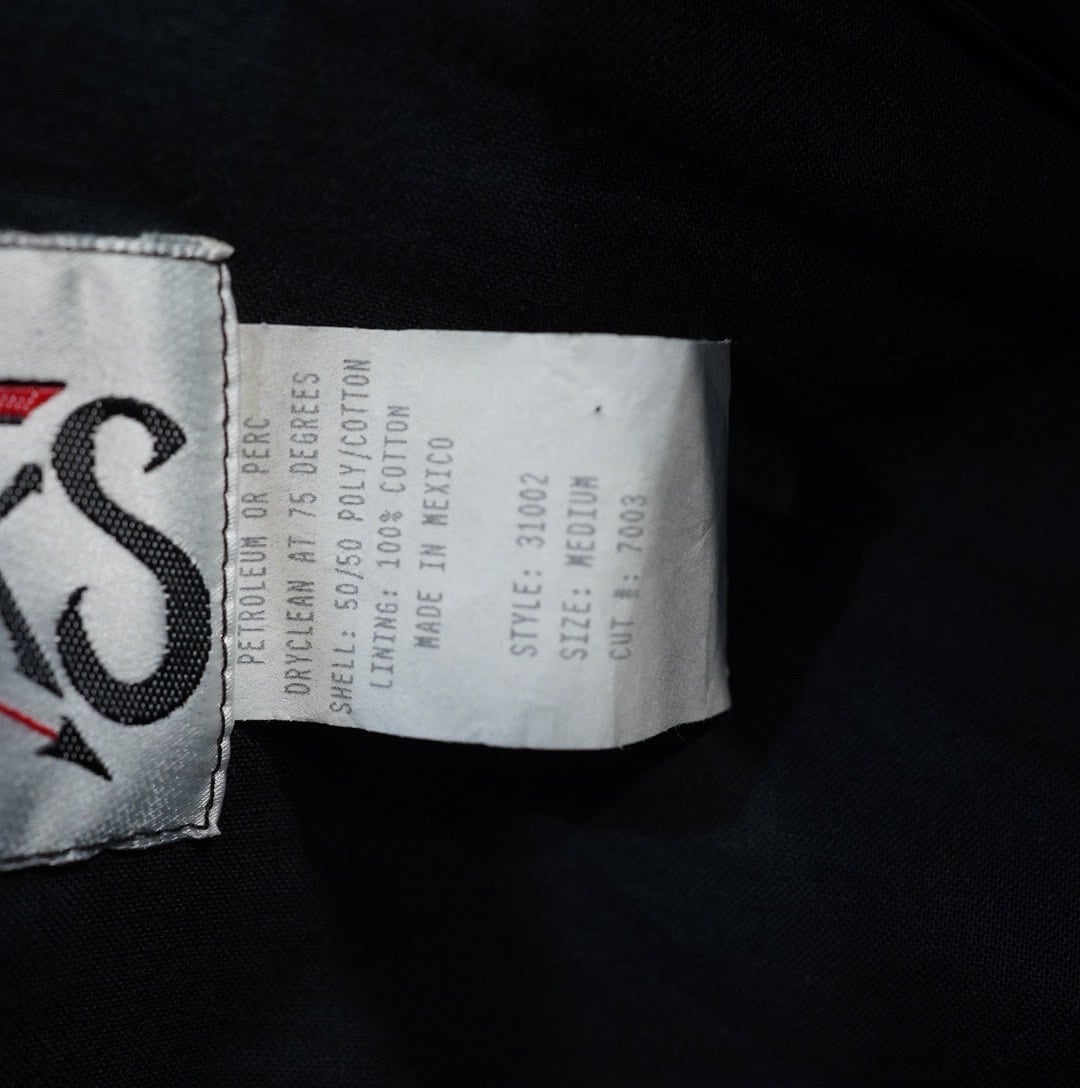 S
PETROLEUM OR PERC
DRYCLEAN AT 75 DEGREES
SHELL: 50/50 POLY/COTTON
LINING: 100% COTTON
MADE IN MEXICO
STYLE: 31002
SIZE: MEDIUM
CUT #: 7003